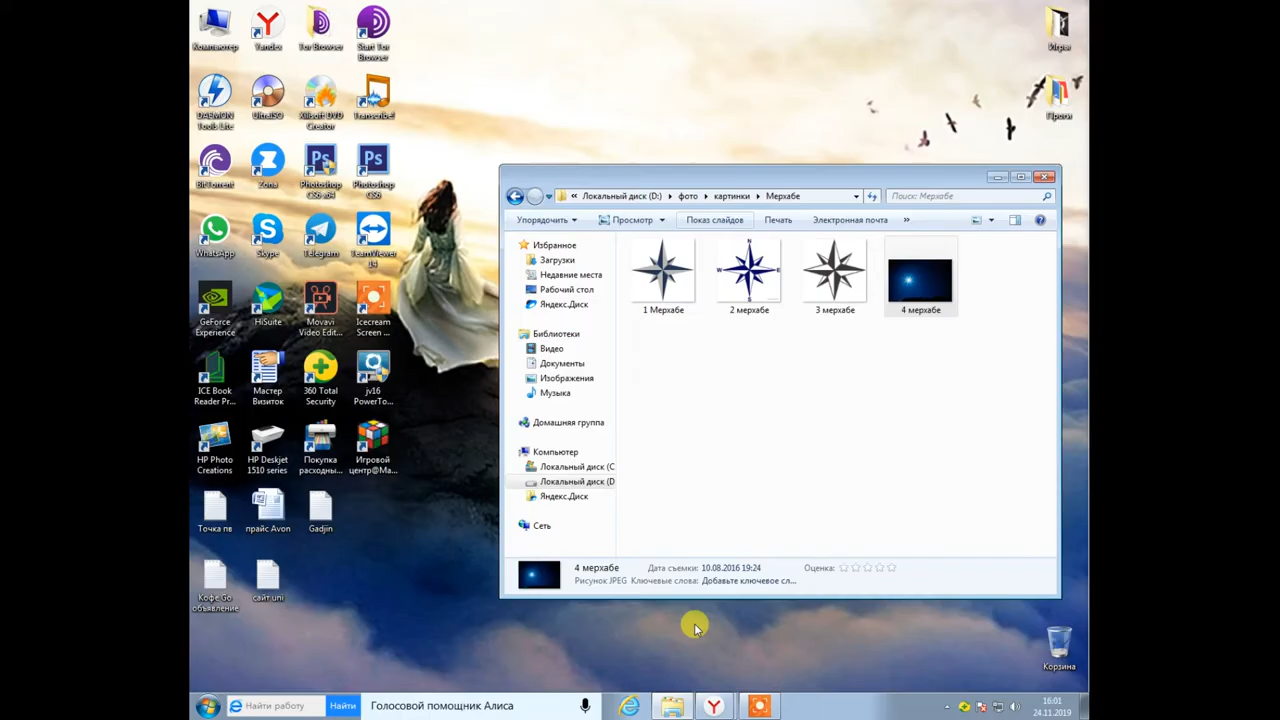 Компьютер
Yandex
Tor Browser
Start Tor
Browser
Игры
DAEMON
Tools Lite
UltraISO
Xilisoft DVD
Creator
Transcribe!
Проги
BitTorrent
Zona
Photoshop
CS6 x64
Photoshop
CS6
WhatsApp
Skype
Telegram
TeamViewer
14
GeForce
Experience
HiSuite
Movavi
Video Edit...
Icecream
Screen ...
ICE Book
Reader Pr...
Мастер
Визиток
360 Total
Security
jv16
PowerTo...
HP Photo
Creations
HP Deskjet
1510 series
Покупка
расходны...
Игровой
центр@Ma...
Точка пв
прайс Avon
Gadjin
Кофе Go
объявление
сайт uni
« Локальный диск (D:) ▸ фото ▸ картинки ▸ Мерхабе
Поиск: Мерхабе
Упорядочить
Просмотр
Показ слайдов
Печать
Электронная почта
»
Избранное
Загрузки
Недавние места
Рабочий стол
Яндекс.Диск
Библиотеки
Видео
Документы
Изображения
Музыка
Домашняя группа
Компьютер
Локальный диск (C
Локальный диск (D
Яндекс.Диск
Сеть
N
W
E
S
1 Мерхабе
2 мерхабе
3 мерхабе
4 мерхабе
4 мерхабе
Дата съемки: 10.08.2016 19:24
Оценка:
Рисунок JPEG
Ключевые слова: Добавьте ключевое сл...
Корзина
Найти работу
Найти
Голосовой помощник Алиса
16:01
24.11.2019